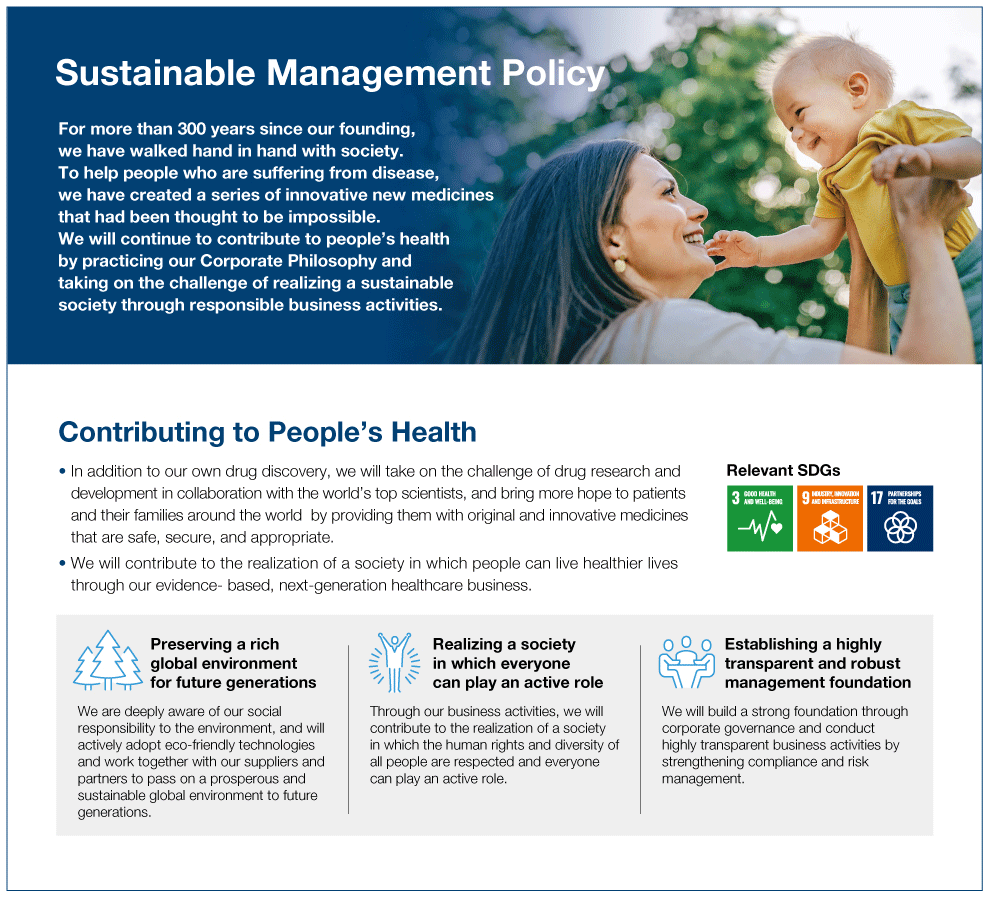 Sustainable Management Policy
For more than 300 years since our founding,
we have walked hand in hand with society.
To help people who are suffering from disease,
we have created a series of innovative new medicines
that had been thought to be impossible.
We will continue to contribute to people’s health
by practicing our Corporate Philosophy and
taking on the challenge of realizing a sustainable
society through responsible business activities.
Contributing to People’s Health
• In addition to our own drug discovery, we will take on the challenge of drug research and
development in collaboration with the world’s top scientists, and bring more hope to patients
and their families around the world by providing them with original and innovative medicines
that are safe, secure, and appropriate.
• We will contribute to the realization of a society in which people can live healthier lives
through our evidence- based, next-generation healthcare business.
Relevant SDGs
3 GOOD HEALTH
AND WELL-BEING
9 INDUSTRY, INNOVATION
AND INFRASTRUCTURE
17 PARTNERSHIPS
FOR THE GOALS
Preserving a rich
global environment
for future generations
We are deeply aware of our social
responsibility to the environment, and will
actively adopt eco-friendly technologies
and work together with our suppliers and
partners to pass on a prosperous and
sustainable global environment to future
generations.
Realizing a society
in which everyone
can play an active role
Through our business activities, we will
contribute to the realization of a society
in which the human rights and diversity of
all people are respected and everyone
can play an active role.
Establishing a highly
transparent and robust
management foundation
We will build a strong foundation through
corporate governance and conduct
highly transparent business activities by
strengthening compliance and risk
management.